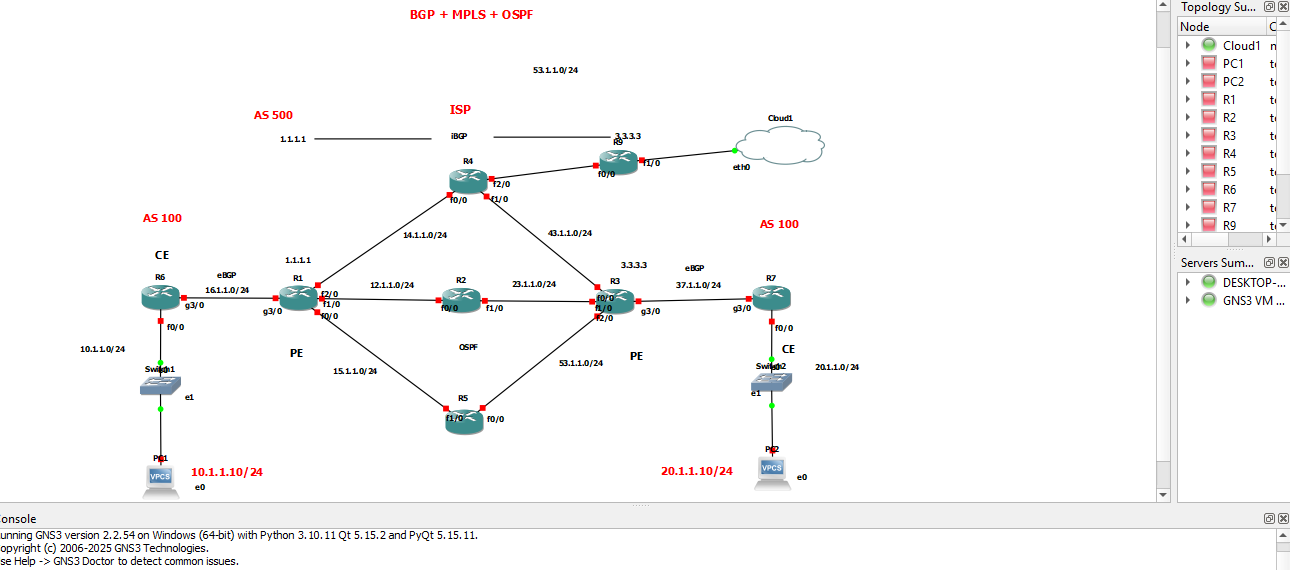 BGP + MPLS + OSPF
53.1.1.0/24
ISP
AS 500
1.1.1.1
iBGP
3.3.3.3
R9
Cloud1
f0/0
f1/0
eth0
R4
f2/0
f0/0
f1/0
AS 100
AS 100
14.1.1.0/24
43.1.1.0/24
CE
1.1.1.1
3.3.3.3
R6
eBGP
16.1.1.0/24
g3/0
f0/0
R1
f2/0
f1/0
f0/0
g3/0
12.1.1.0/24
R2
f0/0
f1/0
23.1.1.0/24
R3
f0/0
f1/0
f2/0
g3/0
eBGP
37.1.1.0/24
R7
g3/0
f0/0
10.1.1.0/24
PE
OSPF
PE
CE
15.1.1.0/24
53.1.1.0/24
20.1.1.0/24
Switch1
e1
Switch2
e1
R5
f1/0
f0/0
PC1
VPCS
10.1.1.10/24
e0
20.1.1.10/24
PC2
VPCS
e0
Topology Su...
Node
Cloud1
PC1
PC2
R1
R2
R3
R4
R5
R6
R7
R9
Servers Sum...
DESKTOP-...
GNS3 VM ...
onsole
unning GNS3 version 2.2.54 on Windows (64-bit) with Python 3.10.11 Qt 5.15.2 and PyQt 5.15.11.
opyright (c) 2006-2025 GNS3 Technologies.
se Help -> GNS3 Doctor to detect common issues.